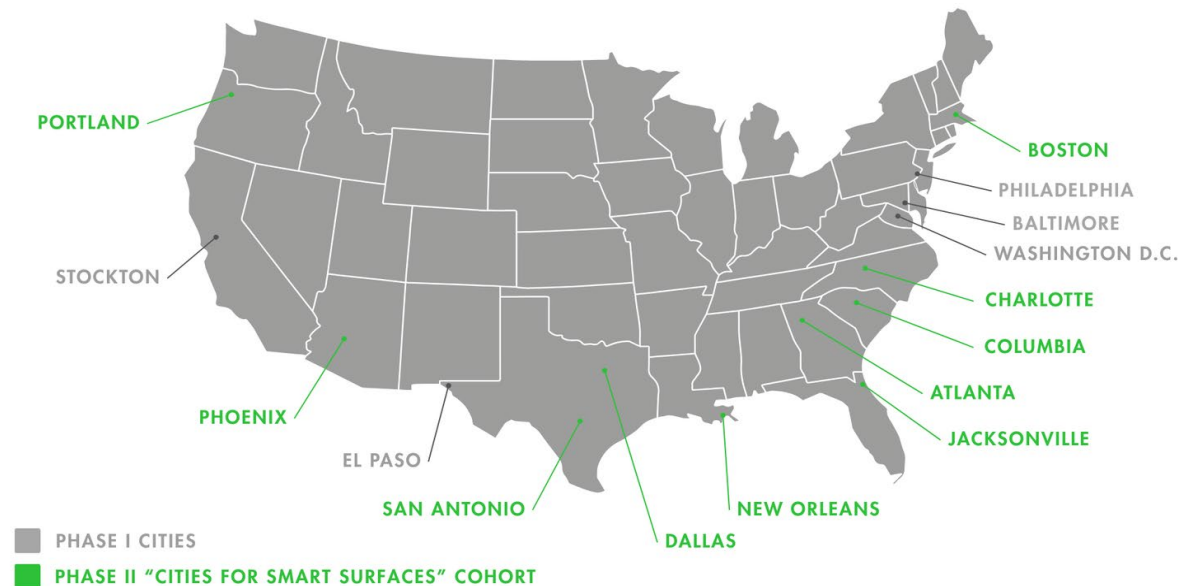 PORTLAND
BOSTON
PHILADELPHIA
BALTIMORE
WASHINGTON D.C.
STOCKTON
CHARLOTTE
COLUMBIA
ATLANTA
PHOENIX
JACKSONVILLE
EL PASO
SAN ANTONIO
NEW ORLEANS
DALLAS
PHASE I CITIES
PHASE II “CITIES FOR SMART SURFACES” COHORT